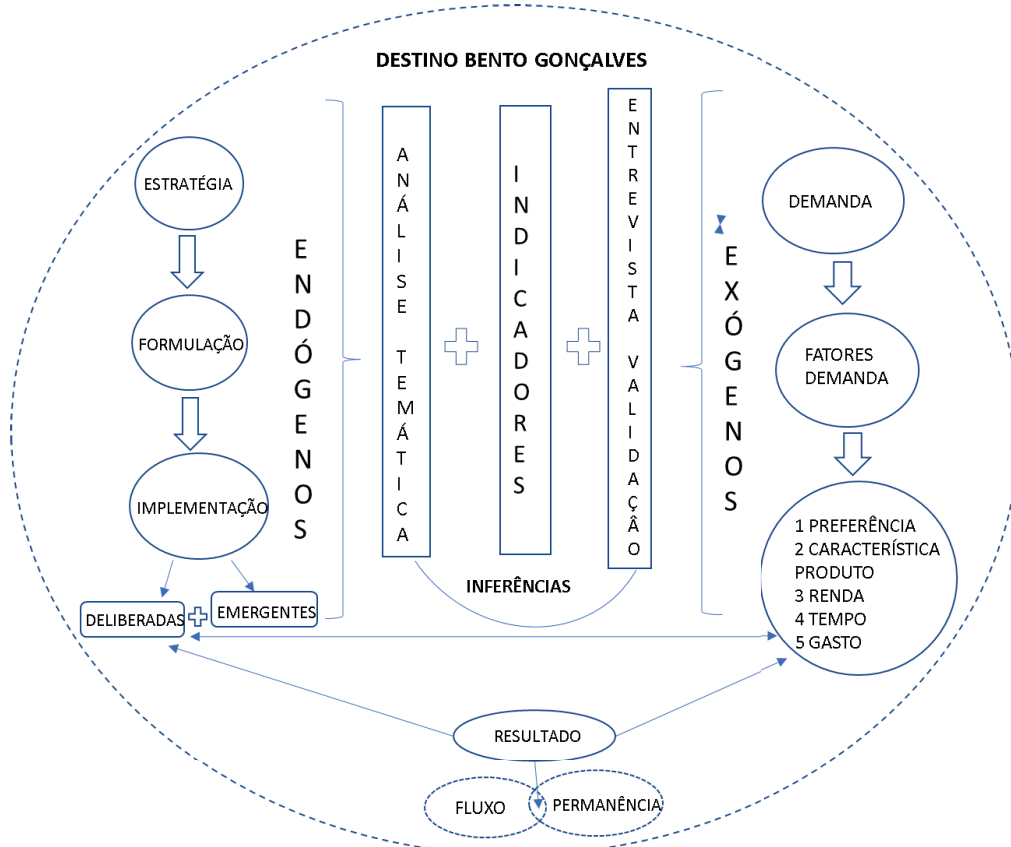 DESTINO BENTO GONÇALVES
ESTRATÉGIA
FORMULAÇÃO
IMPLEMENTAÇÃO
DELIBERADAS
EMERGENTES
ENDÓGENOS
ANÁLISE TEMÁTICA
INDICADORES
ENTREVISTA VALIDAÇÂO
INFERÊNCIAS
EXÓGENOS
DEMANDA
FATORES
DEMANDA
1 PREFERÊNCIA
2 CARACTERÍSTICA
PRODUTO
3 RENDA
4 TEMPO
5 GASTO
RESULTADO
FLUXO
PERMANÊNCIA